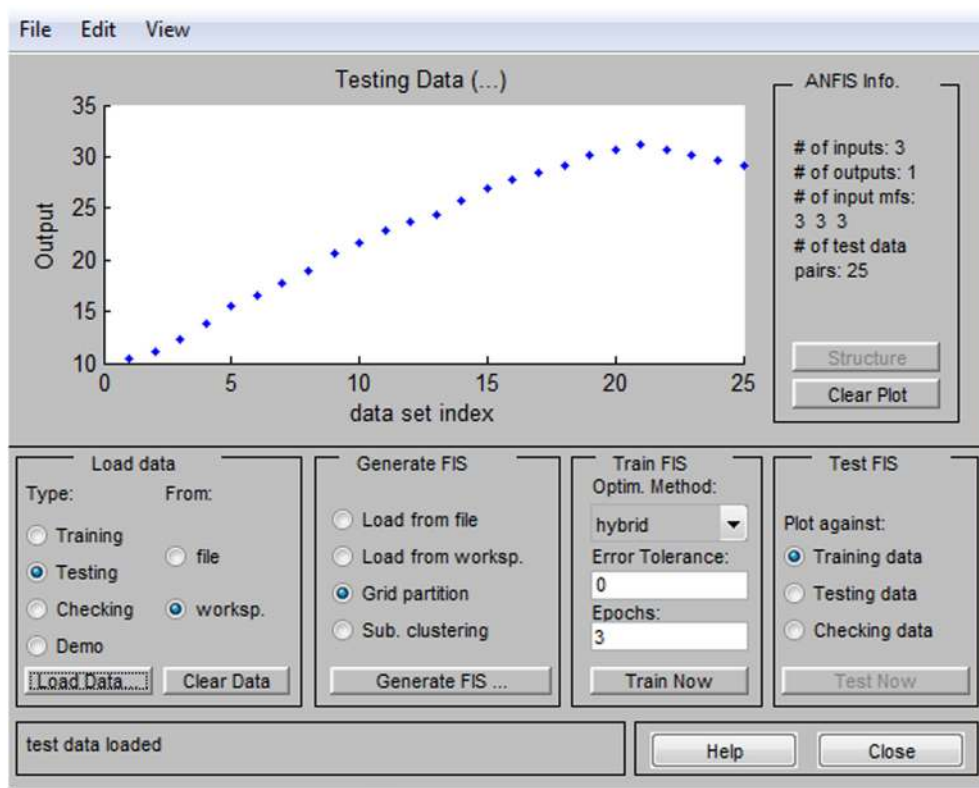 File Edit View
Testing Data (...)
35
30
25
20
15
10
Output
0 5 10 15 20 25
data set index
ANFIS Info.
# of inputs: 3
# of outputs: 1
# of input mfs:
3 3 3
# of test data
pairs: 25
Structure
Clear Plot
Load data
Type: From:
Training
Testing
Checking
Demo
file
worksp.
Load Data... Clear Data
Generate FIS
Load from file
Load from worksp.
Grid partition
Sub. clustering
Generate FIS ...
Train FIS
Optim. Method:
hybrid
Error Tolerance:
0
Epochs:
3
Train Now
Test FIS
Plot against:
Training data
Testing data
Checking data
Test Now
test data loaded
Help Close